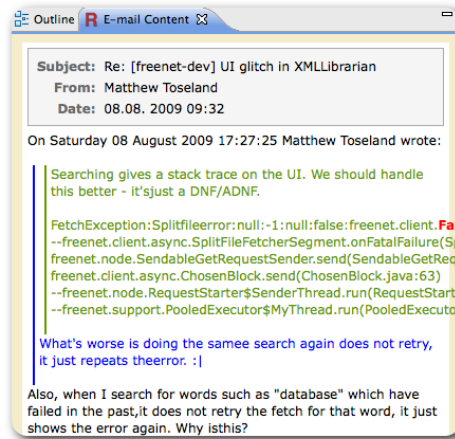 Outline R E-mail Content
Subject: Re: [freenet-dev] UI glitch in XMLLibrarian
From: Matthew Toseland
Date: 08.08. 2009 09:32
On Saturday 08 August 2009 17:27:25 Matthew Toseland wrote:
Searching gives a stack trace on the UI. We should handle
this better - it'sjust a DNF/ADNF.
FetchException:Splitfileerror:null:-1:null:false:freenet.client.Fa
--freenet.client.async.SplitFileFetcherSegment.onFatalFailure(Sp
freenet.node.SendableGetRequestSender.send(SendableGetReq
freenet.client.async.ChosenBlock.send(ChosenBlock.java:63)
--freenet.node.RequestStarter$SenderThread.run(RequestStart
--freenet.support.PooledExecutor$MyThread.run(PooledExecuto
What's worse is doing the samee search again does not retry,
it just repeats theerror. :|
Also, when I search for words such as "database" which have
failed in the past,it does not retry the fetch for that word, it just
shows the error again. Why isthis?